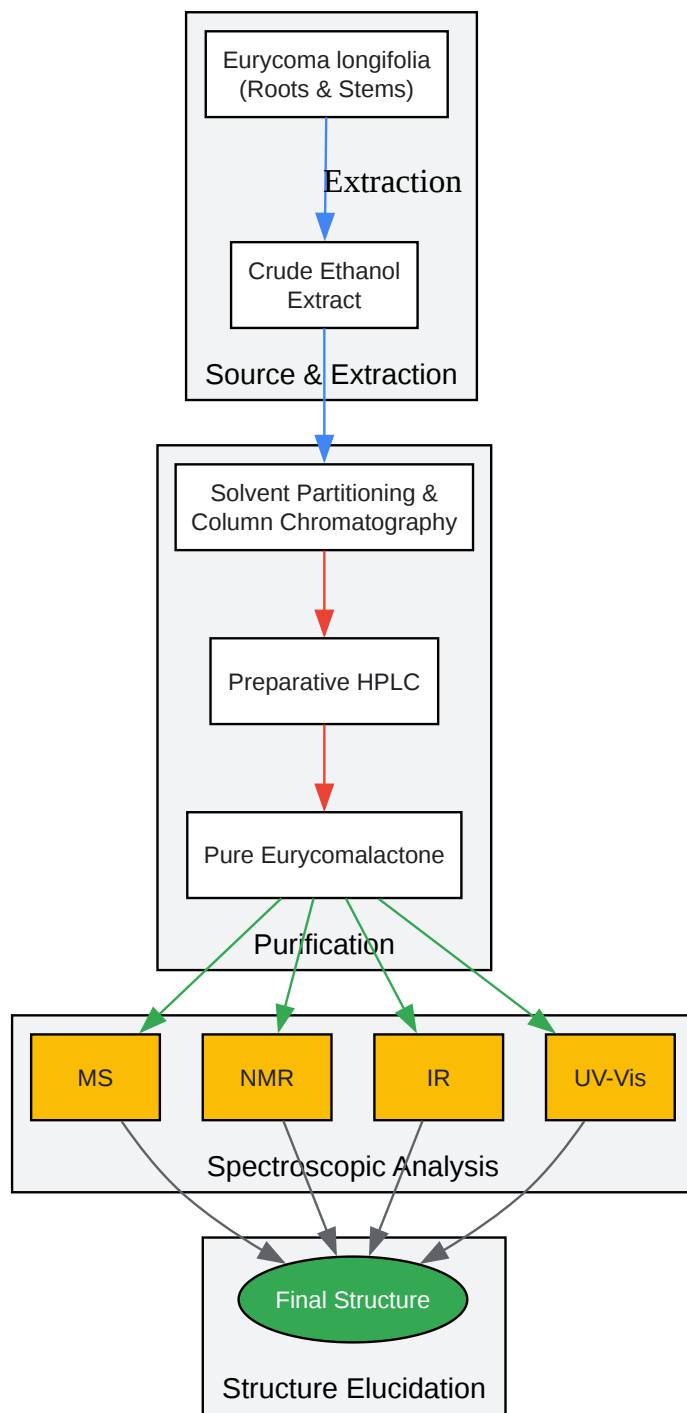 Eurycoma longifolia
(Roots & Stems)
Extraction
Crude Ethanol
Extract
Source & Extraction
Solvent Partitioning &
Column Chromatography
Preparative HPLC
Pure Eurycomalactone
Purification
MS
NMR
IR
UV-Vis
Spectroscopic Analysis
Final Structure
Structure Elucidation